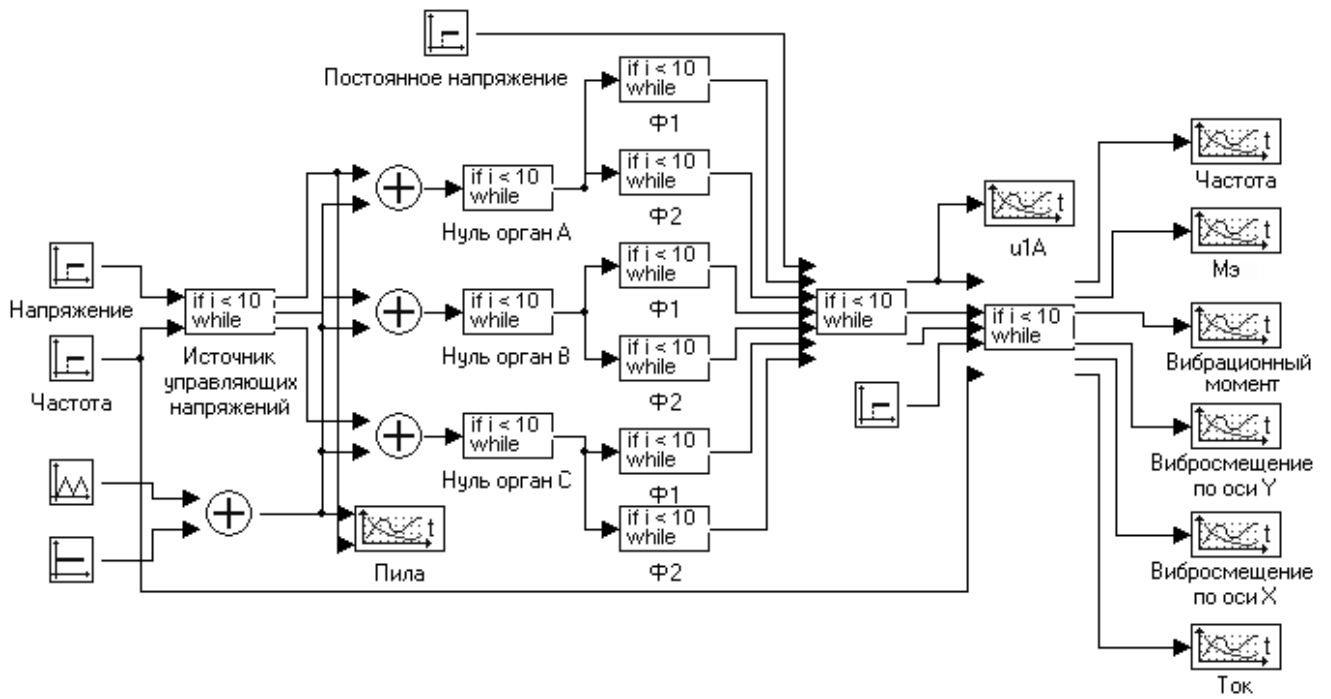 Постоянное напряжение
if i < 10
while
Ф1
if i < 10
while
Ф2
if i < 10
while
Нуль орган А
if i < 10
while
Ф1
if i < 10
while
Нуль орган В
if i < 10
while
Ф2
if i < 10
while
Нуль орган С
if i < 10
while
Ф1
if i < 10
while
Ф2
Напряжение
if i < 10
while
Источник
управляющих
напряжений
Частота
t
Пила
if i < 10
while
t
u1A
if i < 10
while
t
Частота
t
Мэ
t
Вибрационный
момент
t
Вибросмещение
по оси Y
t
Вибросмещение
по оси X
t
Ток